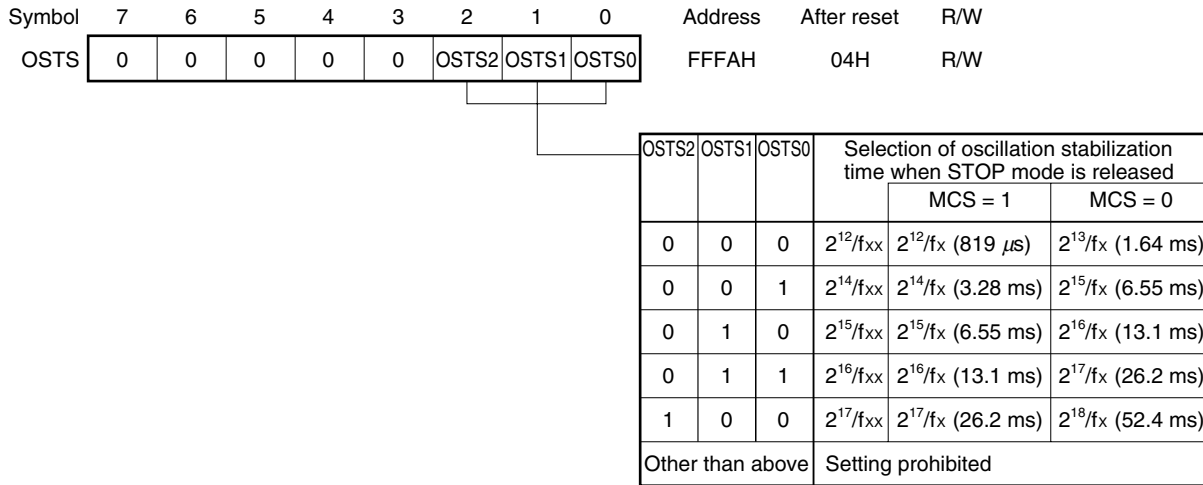 Symbol 7 6 5 4 3 2 1 0 Address After reset R/W
OSTS 0 0 0 0 0 OSTS2 OSTS1 OSTS0 FFFAH 04H R/W
OSTS2 OSTS1 OSTS0 Selection of oscillation stabilization
time when STOP mode is released
MCS = 1 MCS = 0
0 0 0 2¹²/fxx 2¹²/fx (819 µs) 2¹³/fx (1.64 ms)
0 0 1 2¹⁴/fxx 2¹⁴/fx (3.28 ms) 2¹⁵/fx (6.55 ms)
0 1 0 2¹⁵/fxx 2¹⁵/fx (6.55 ms) 2¹⁶/fx (13.1 ms)
0 1 1 2¹⁶/fxx 2¹⁶/fx (13.1 ms) 2¹⁷/fx (26.2 ms)
1 0 0 2¹⁷/fxx 2¹⁷/fx (26.2 ms) 2¹⁸/fx (52.4 ms)
Other than above Setting prohibited